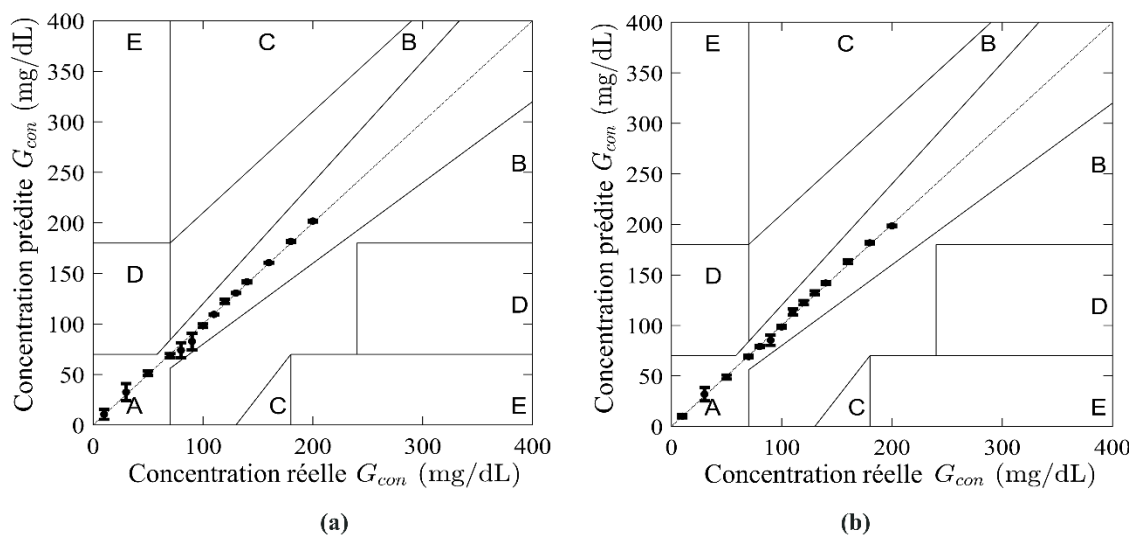 400
350
300
250
200
150
100
50
0
E
C
B
B
D
D
A
C
E
0 100 200 300 400
Concentration prédite G_con (mg/dL)
Concentration réelle G_con (mg/dL)
(a)
400
350
300
250
200
150
100
50
0
E
C
B
B
D
D
A
C
E
0 100 200 300 400
Concentration prédite G_con (mg/dL)
Concentration réelle G_con (mg/dL)
(b)